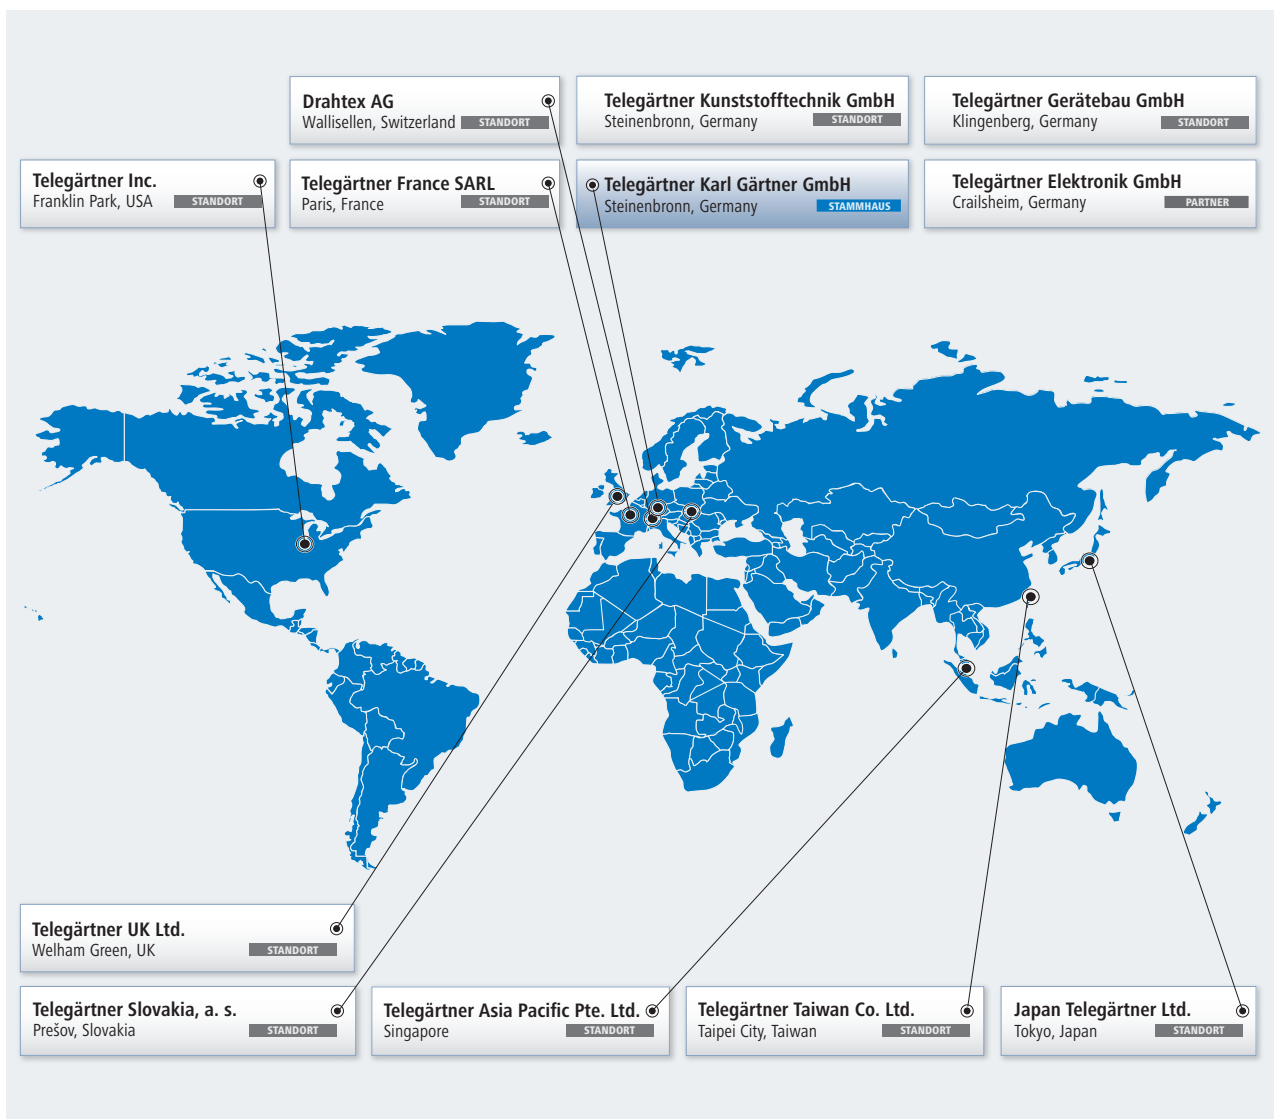 Drahtex AG
Wallisellen, Switzerland STANDORT
Telegärtner Kunststofftechnik GmbH
Steinenbronn, Germany STANDORT
Telegärtner Gerätebau GmbH
Klingenberg, Germany STANDORT
Telegärtner Inc.
Franklin Park, USA STANDORT
Telegärtner France SARL
Paris, France STANDORT
Telegärtner Karl Gärtner GmbH
Steinenbronn, Germany STAMMHAUS
Telegärtner Elektronik GmbH
Crailsheim, Germany PARTNER
Telegärtner UK Ltd.
Welham Green, UK STANDORT
Telegärtner Slovakia, a. s.
Prešov, Slovakia STANDORT
Telegärtner Asia Pacific Pte. Ltd.
Singapore STANDORT
Telegärtner Taiwan Co. Ltd.
Taipei City, Taiwan STANDORT
Japan Telegärtner Ltd.
Tokyo, Japan STANDORT